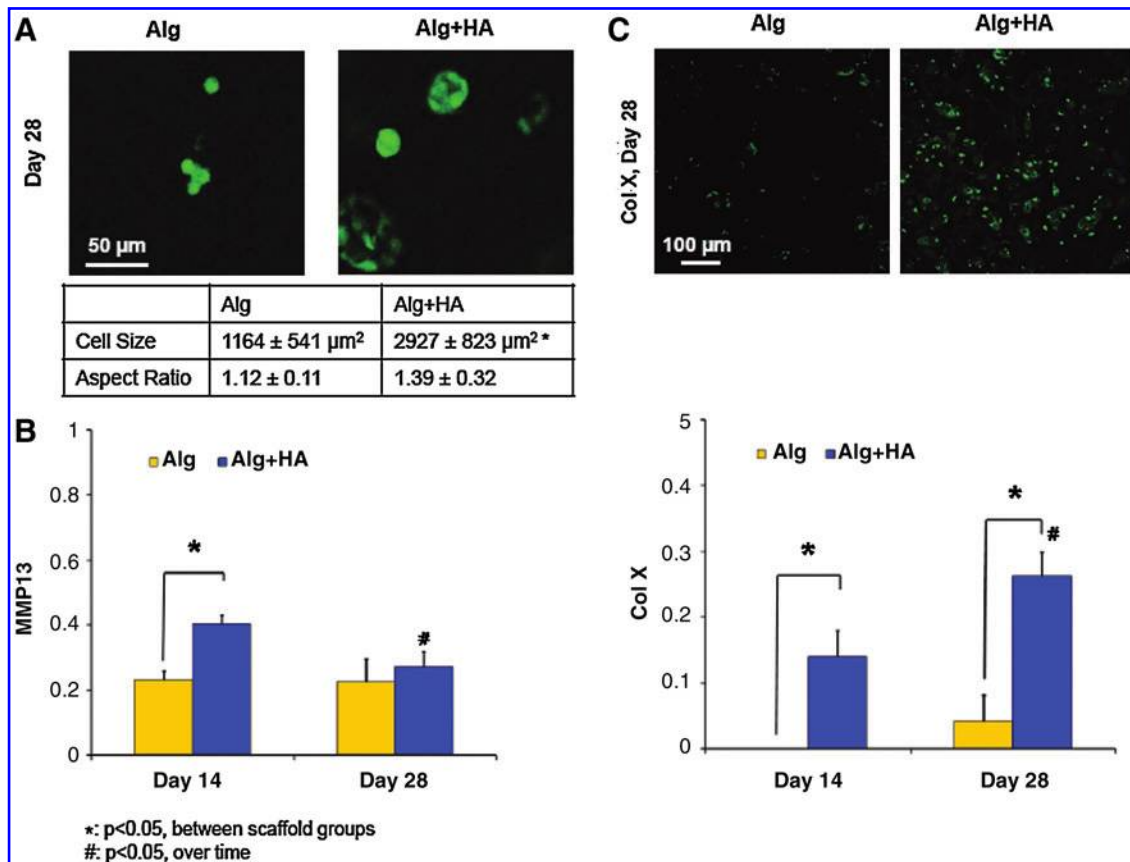 A
Alg
Alg+HA
Day 28
50 µm
Alg
Alg+HA
Cell Size
1164 ± 541 µm²
2927 ± 823 µm² *
Aspect Ratio
1.12 ± 0.11
1.39 ± 0.32
B
1
0.8
0.6
0.4
0.2
0
MMP13
Alg
Alg+HA
*
#
Day 14
Day 28
*: p<0.05, between scaffold groups
#: p<0.05, over time
C
Alg
Alg+HA
Col X, Day 28
100 µm
5
0.4
0.3
0.2
0.1
0
Col X
Alg
Alg+HA
*
*
#
Day 14
Day 28